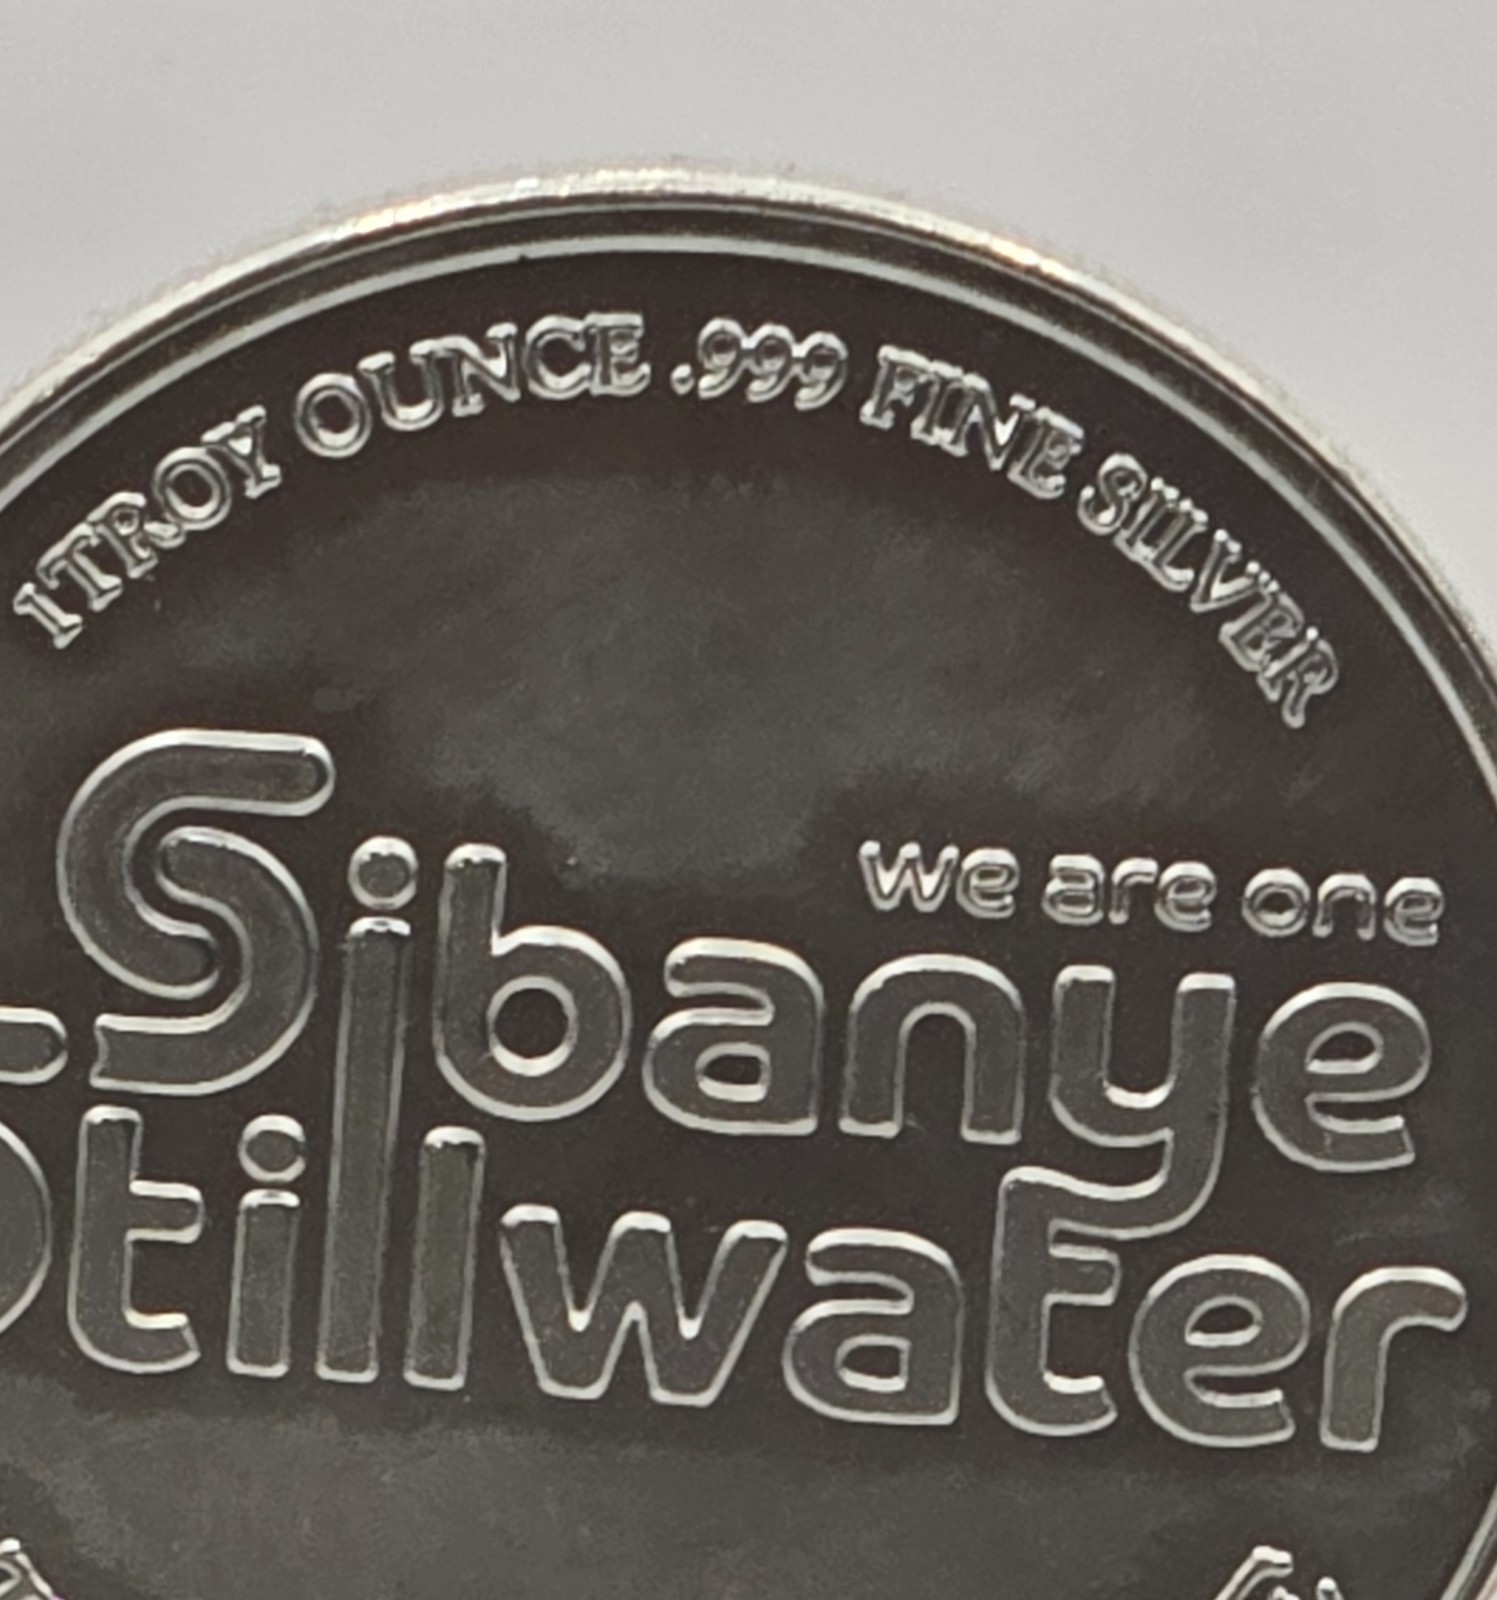 1 TROY OUNCE .999 FINE SILVER
we are one
Sibanye
Stillwater